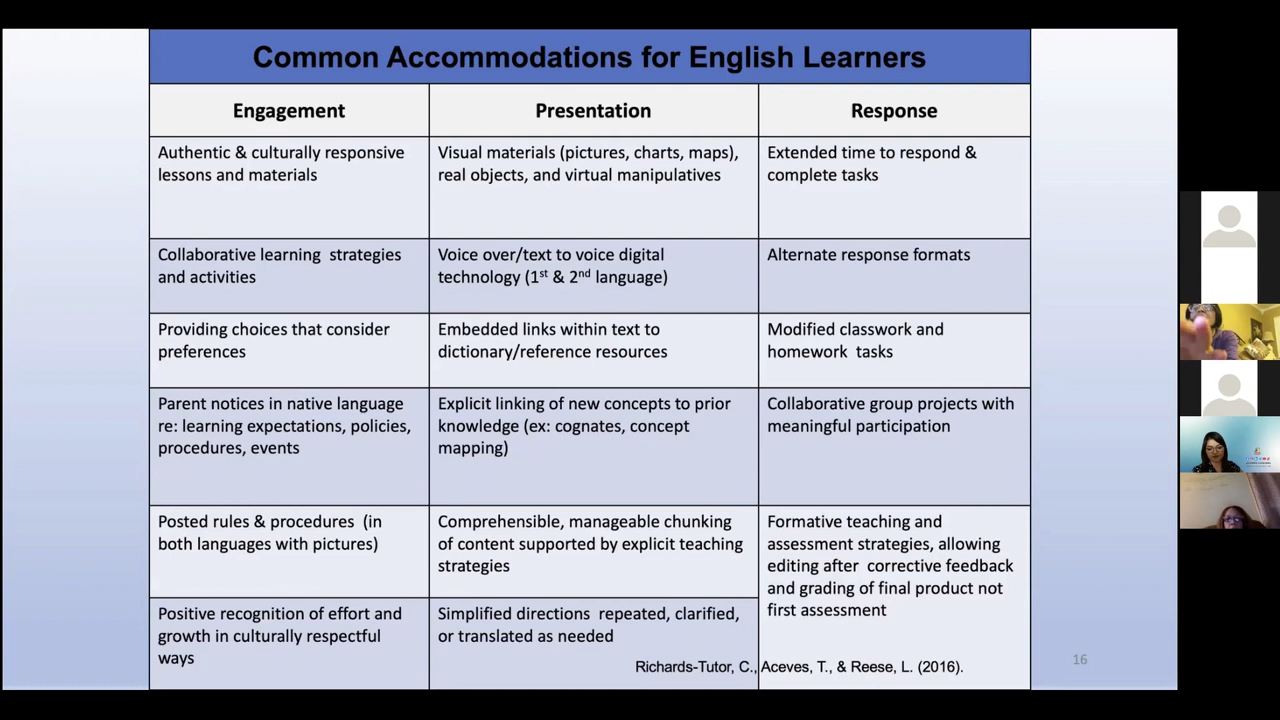 Common Accommodations for English Learners
Engagement
Presentation
Response
Authentic & culturally responsive
lessons and materials
Visual materials (pictures, charts, maps),
real objects, and virtual manipulatives
Extended time to respond &
complete tasks
Collaborative learning strategies
and activities
Voice over/text to voice digital
technology (1st & 2nd language)
Alternate response formats
Providing choices that consider
preferences
Embedded links within text to
dictionary/reference resources
Modified classwork and
homework tasks
Parent notices in native language
re: learning expectations, policies,
procedures, events
Explicit linking of new concepts to prior
knowledge (ex: cognates, concept
mapping)
Collaborative group projects with
meaningful participation
Posted rules & procedures (in
both languages with pictures)
Comprehensible, manageable chunking
of content supported by explicit teaching
strategies
Formative teaching and
assessment strategies, allowing
editing after corrective feedback
and grading of final product not
first assessment
Positive recognition of effort and
growth in culturally respectful
ways
Simplified directions repeated, clarified,
or translated as needed
Richards-Tutor, C., Aceves, T., & Reese, L. (2016).
16